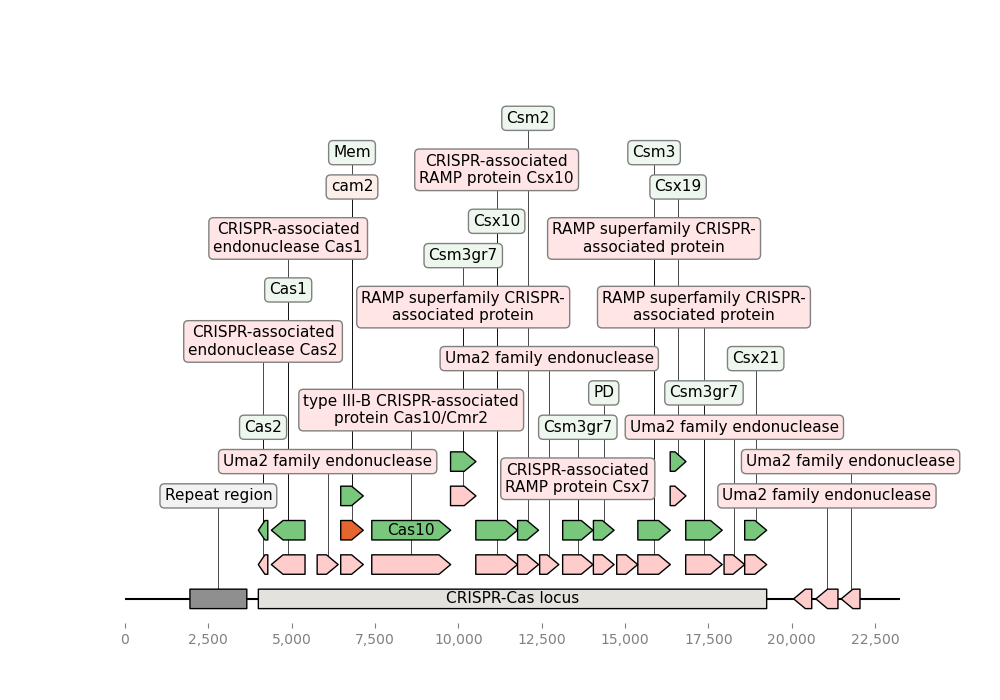 Csm2
Mem
Csm3
CRISPR-associated
RAMP protein Csx10
cam2
Csx19
Csx10
CRISPR-associated
endonuclease Cas1
RAMP superfamily CRISPR-
associated protein
Csm3gr7
Cas1
RAMP superfamily CRISPR-
associated protein
RAMP superfamily CRISPR-
associated protein
CRISPR-associated
endonuclease Cas2
Uma2 family endonuclease
Csx21
PD
Csm3gr7
type III-B CRISPR-associated
protein Cas10/Cmr2
Cas2
Csm3gr7
Uma2 family endonuclease
Uma2 family endonuclease
Uma2 family endonuclease
CRISPR-associated
RAMP protein Csx7
Repeat region
Uma2 family endonuclease
Cas10
CRISPR-Cas locus
0 2,500 5,000 7,500 10,000 12,500 15,000 17,500 20,000 22,500